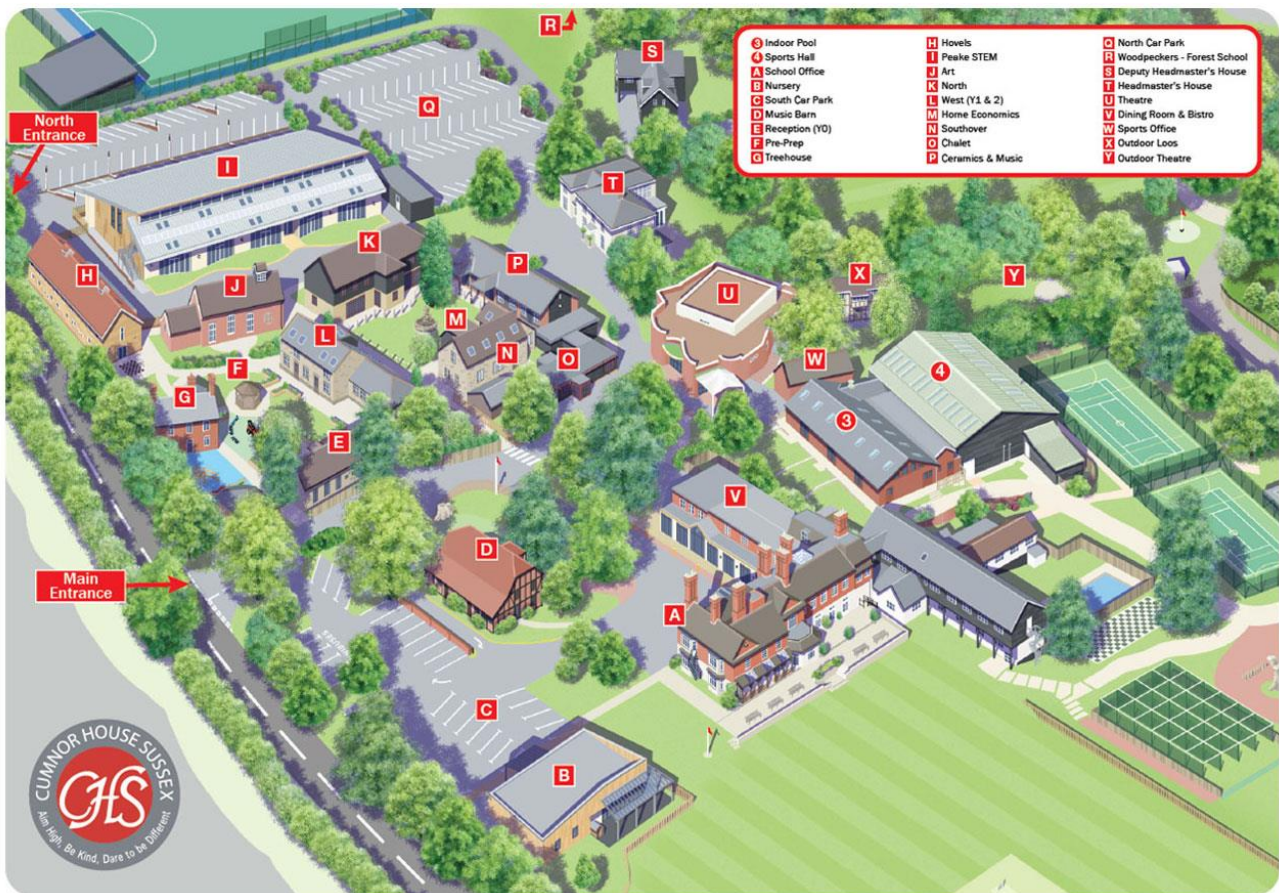 R
S
3 Indoor Pool
4 Sports Hall
A School Office
B Nursery
C South Car Park
D Music Barn
E Reception (YO)
F Pre-Prep
G Treehouse
H Hovels
I Peake STEM
J Art
K North
L West (Y1 & 2)
M Home Economics
N Southover
O Chalet
P Ceramics & Music
Q North Car Park
R Woodpeckers - Forest School
S Deputy Headmaster's House
T Headmaster's House
U Theatre
V Dining Room & Bistro
W Sports Office
X Outdoor Loos
Y Outdoor Theatre
Q
North
Entrance
I
T
K
H
P
X
Y
J
U
M
L
N
O
W
4
F
G
3
E
V
D
Main
Entrance
A
C
B
CUMNOR HOUSE SUSSEX
CHS
Aim High, Be Kind, Dare to be Different